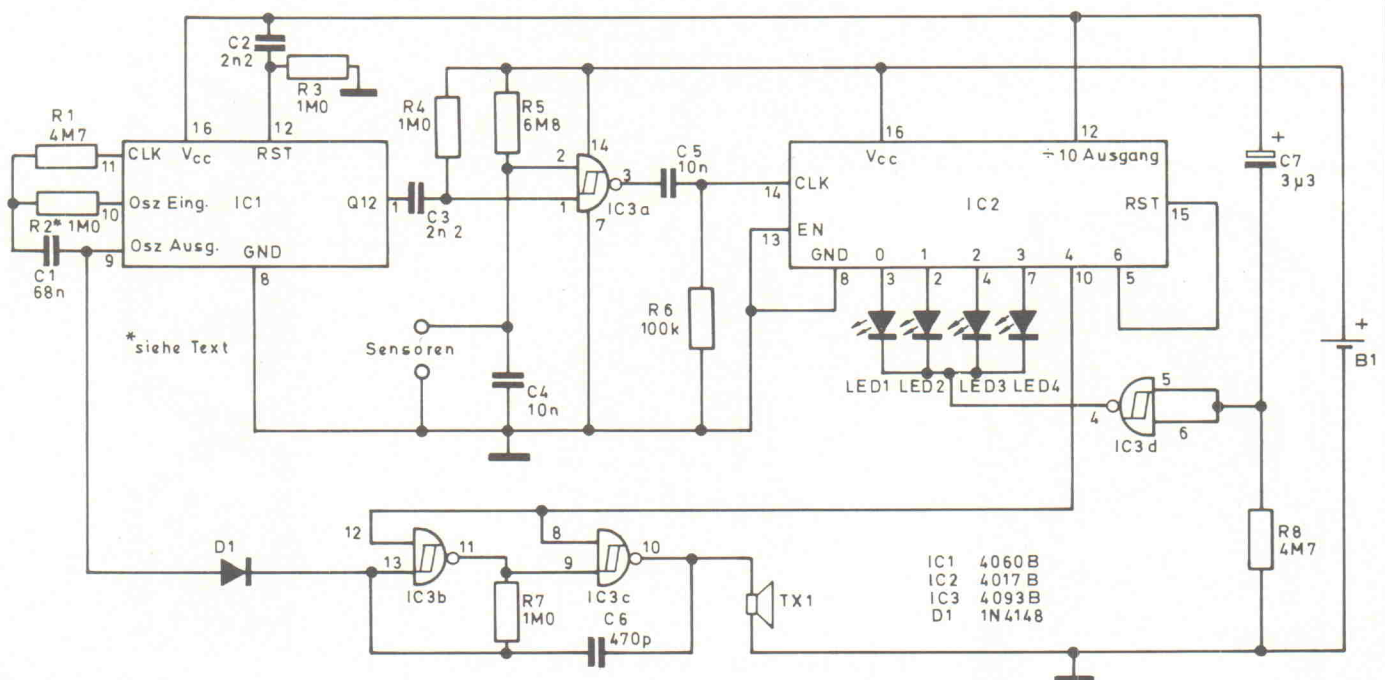 C2
2n2
R3
1M0
R1
4M7
R2* 1M0
C1
68n
11
10
9
16
12
CLK
Vcc
RST
Osz Eing.
IC1
Q12
1
Osz Ausg.
GND
8
*siehe Text
R4
1M0
R5
6M8
C3
2n2
2
1
14
3
7
IC3a
Sensoren
C4
10n
C5
10n
R6
100k
14
13
16
12
Vcc
÷10 Ausgang
CLK
IC2
RST
15
EN
GND 0 1 2 3 4 6
8 3 2 4 7 10 5
LED1 LED2 LED3 LED4
+
C7
3µ3
+
B1
4
5
6
IC3d
R8
4M7
D1
12
13
11
IC3b
R7
1M0
8
9
10
IC3c
C6
470p
TX1
IC1 4060B
IC2 4017B
IC3 4093B
D1 1N4148